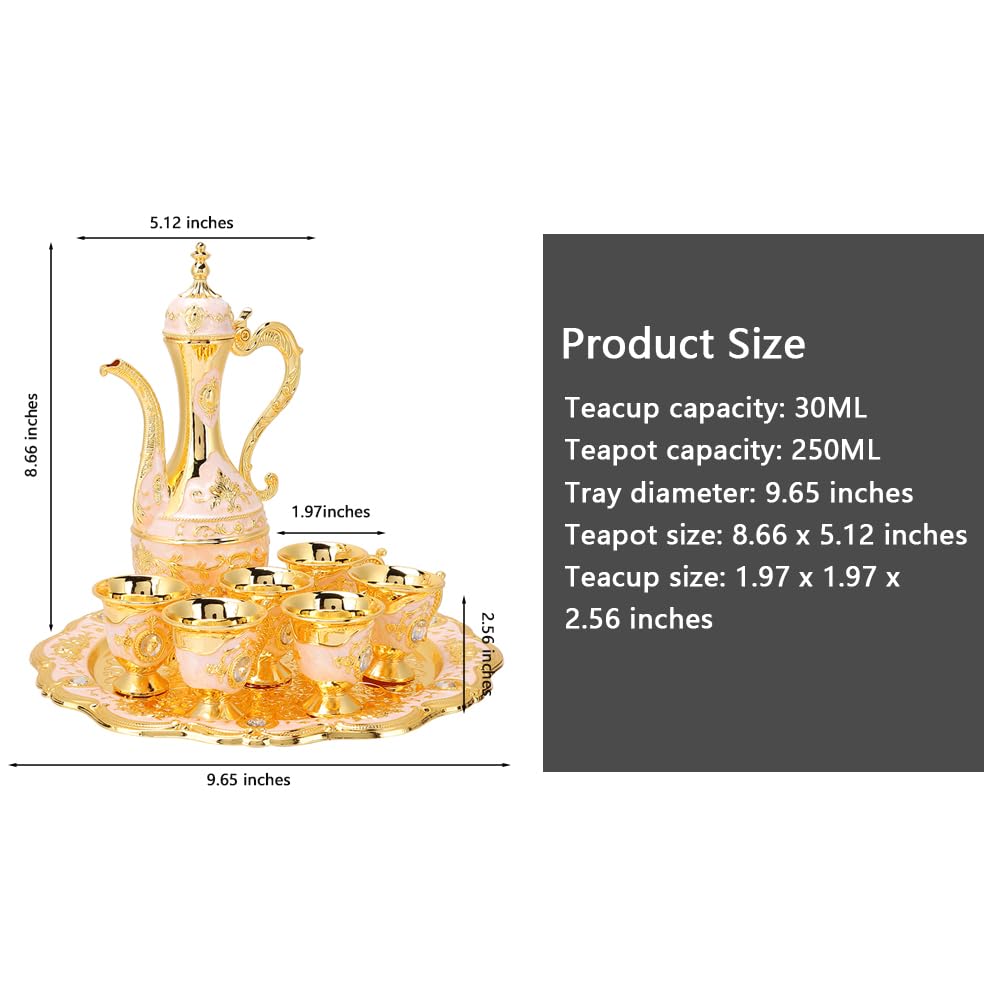 5.12 inches
8.66 inches
1.97inches
2.56 inches
9.65 inches
Product Size
Teacup capacity: 30ML
Teapot capacity: 250ML
Tray diameter: 9.65 inches
Teapot size: 8.66 x 5.12 inches
Teacup size: 1.97 x 1.97 x
2.56 inches